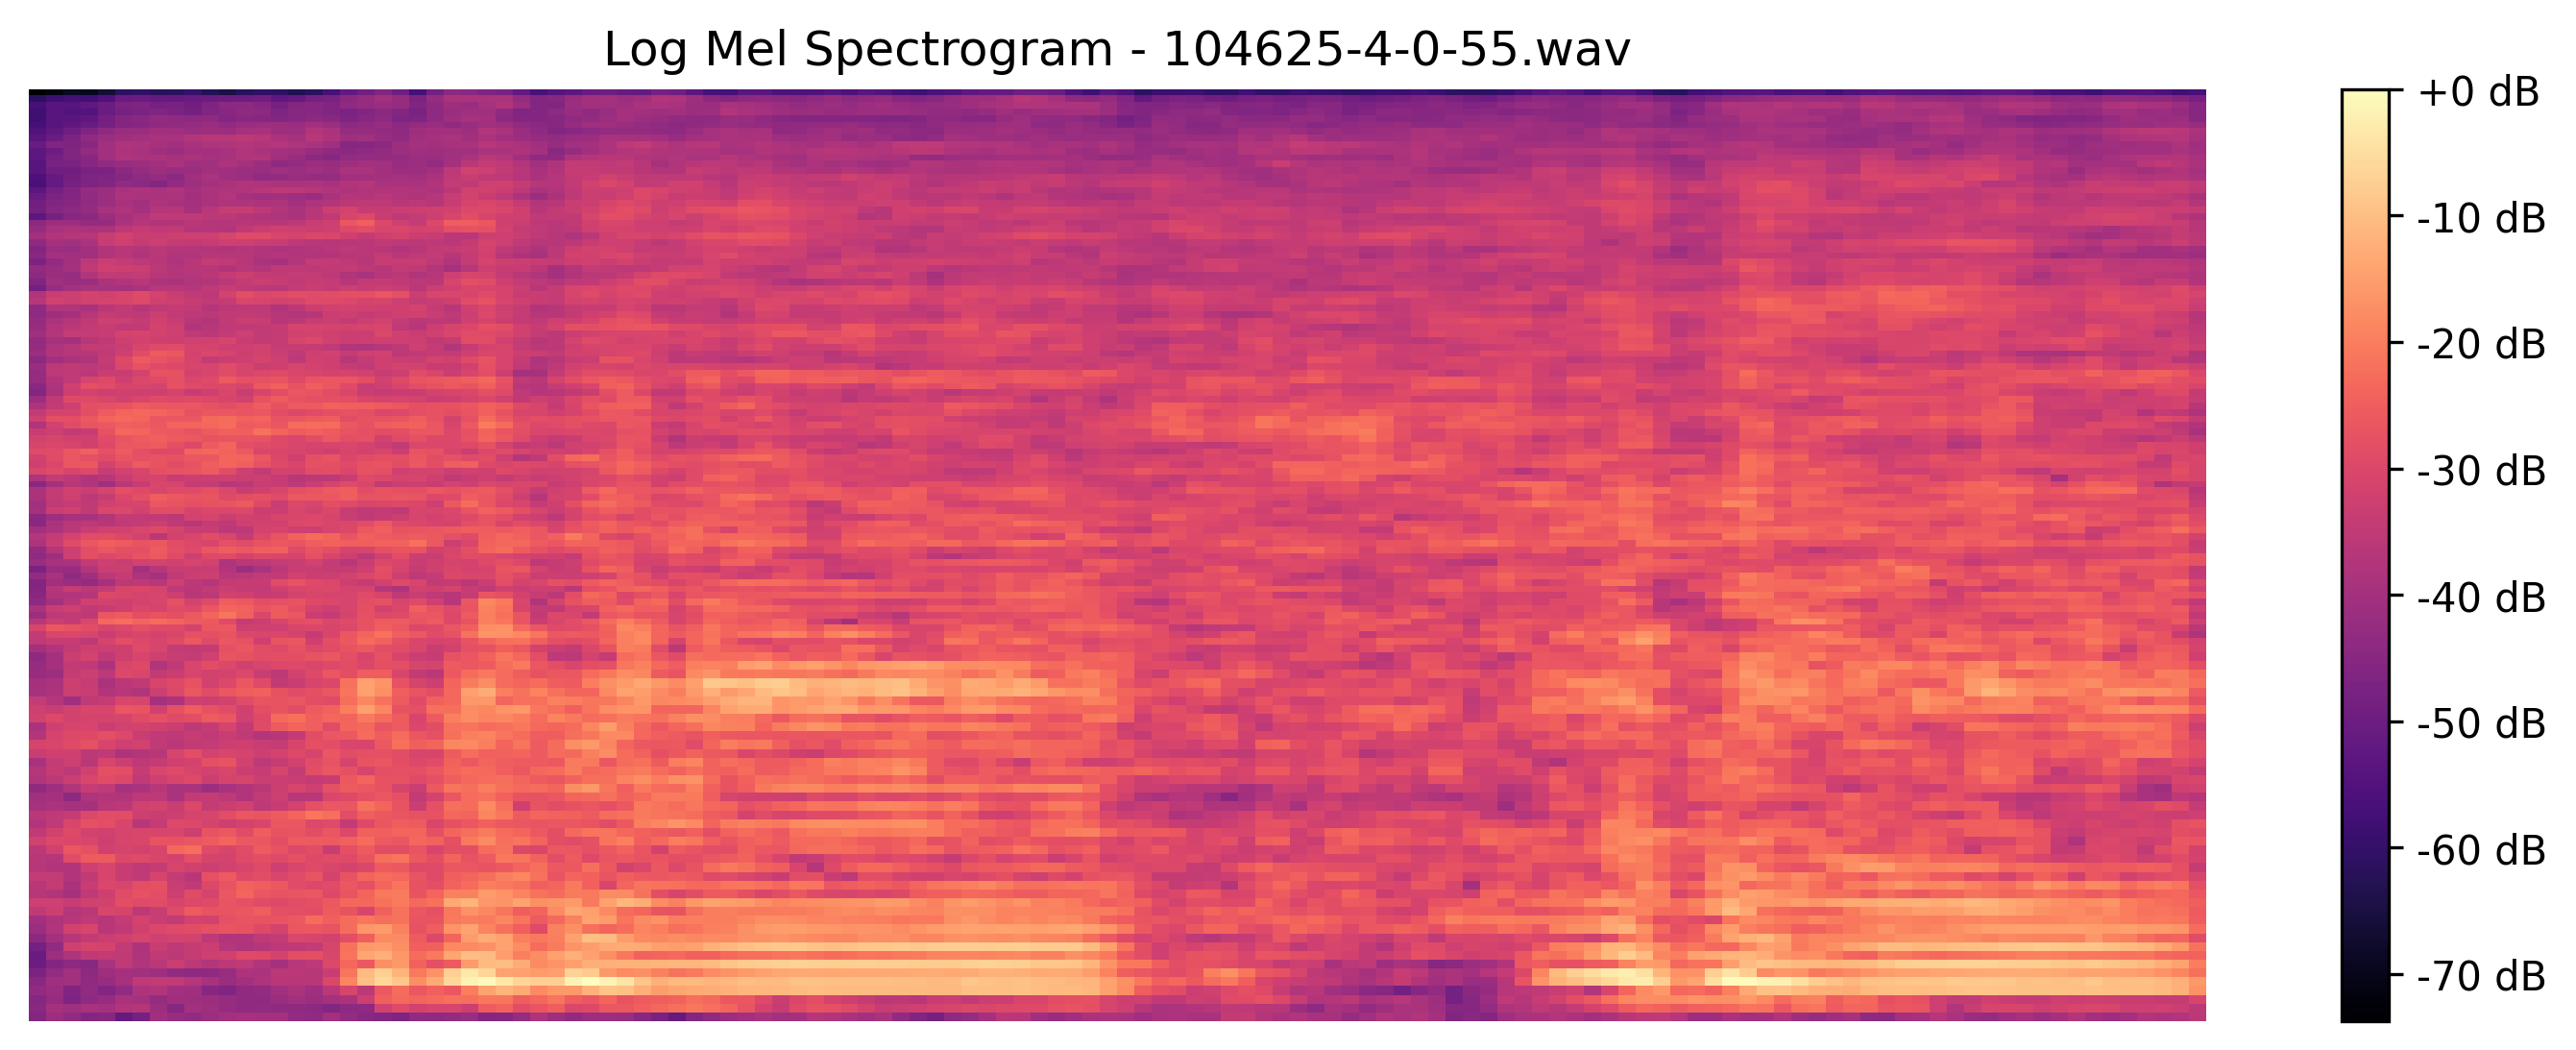 Log Mel Spectrogram - 104625-4-0-55.wav
+0 dB
-10 dB
-20 dB
-30 dB
-40 dB
-50 dB
-60 dB
-70 dB